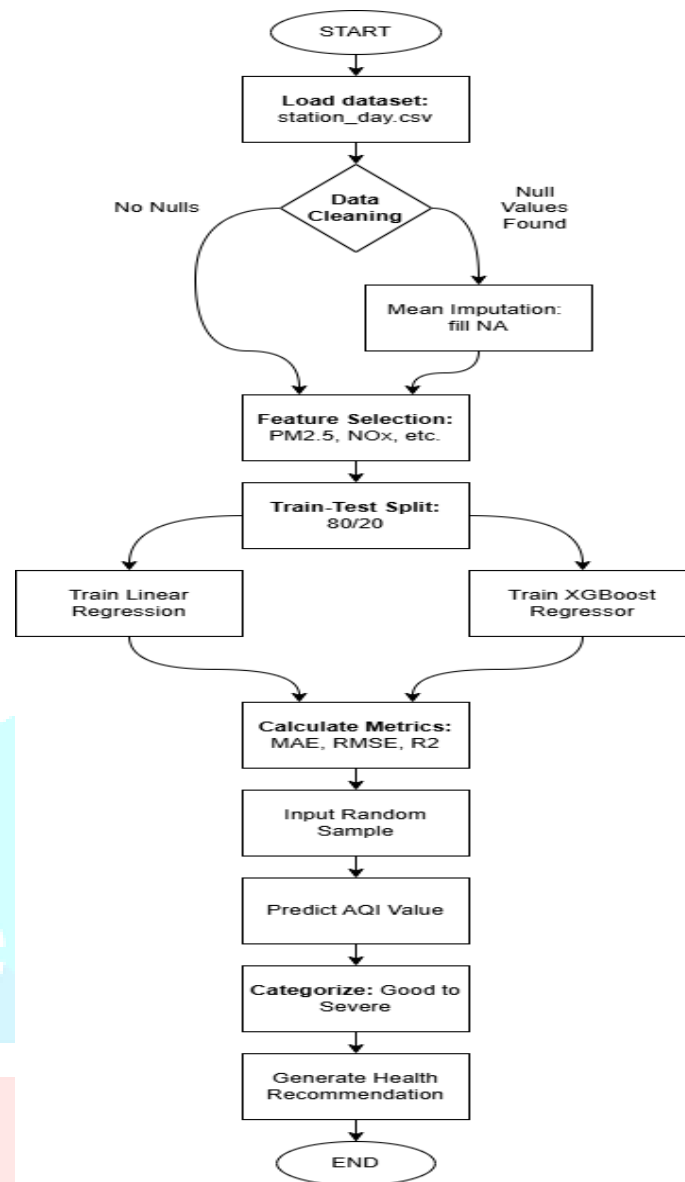 START
Load dataset:
station_day.csv
Data
Cleaning
No Nulls
Null
Values
Found
Mean Imputation:
fill NA
Feature Selection:
PM2.5, NOx, etc.
Train-Test Split:
80/20
Train Linear
Regression
Train XGBoost
Regressor
Calculate Metrics:
MAE, RMSE, R2
Input Random
Sample
Predict AQI Value
Categorize: Good to
Severe
Generate Health
Recommendation
END